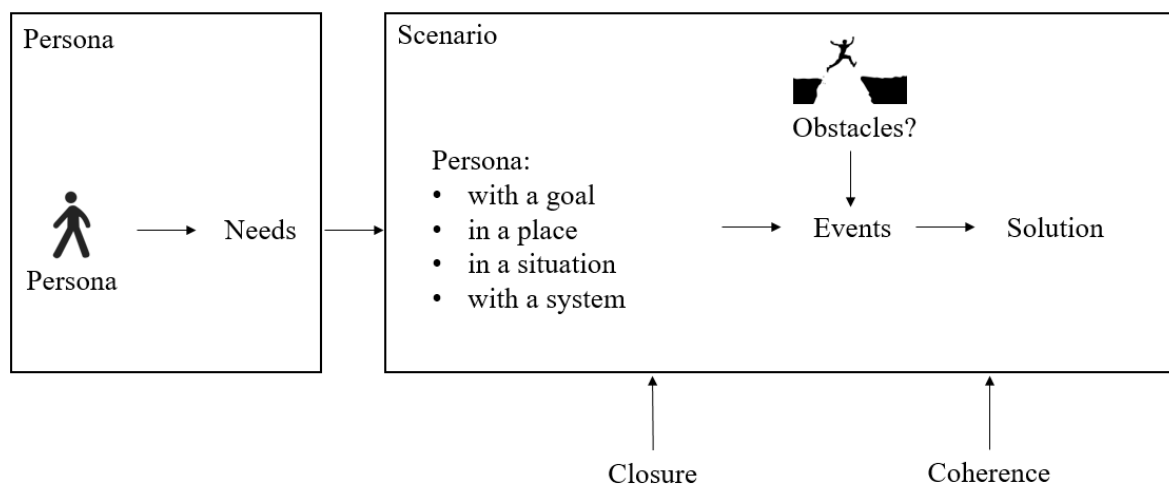 Persona
Persona
Needs
Scenario
Obstacles?
Persona:
• with a goal
• in a place
• in a situation
• with a system
Events
Solution
Closure
Coherence